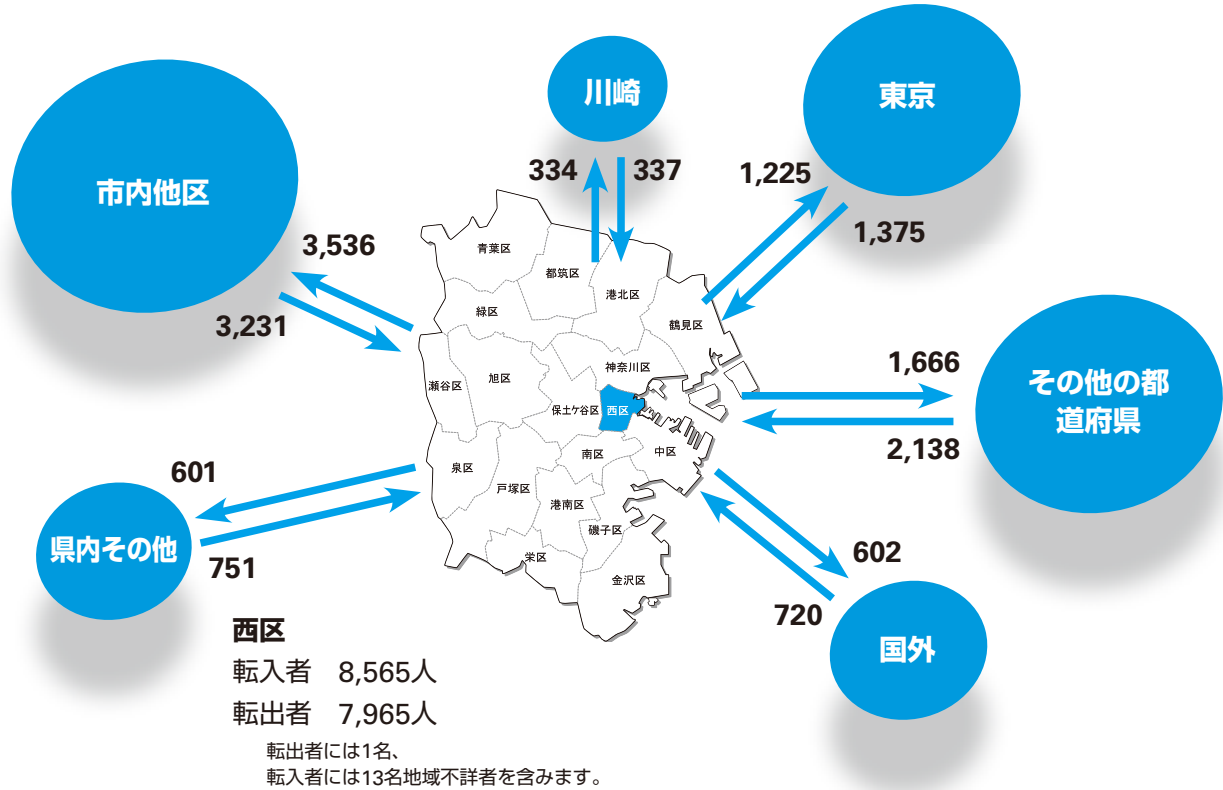 川崎
東京
334
337
1,225
市内他区
1,375
3,536
3,231
青葉区
都筑区
港北区
緑区
鶴見区
神奈川区
瀬谷区
旭区
保土ケ谷区
西区
1,666
その他の都
道府県
2,138
南区
中区
泉区
戸塚区
港南区
磯子区
栄区
金沢区
601
県内その他
751
602
720
国外
西区
転入者 8,565人
転出者 7,965人
転出者には1名、
転入者には13名地域不詳者を含みます。